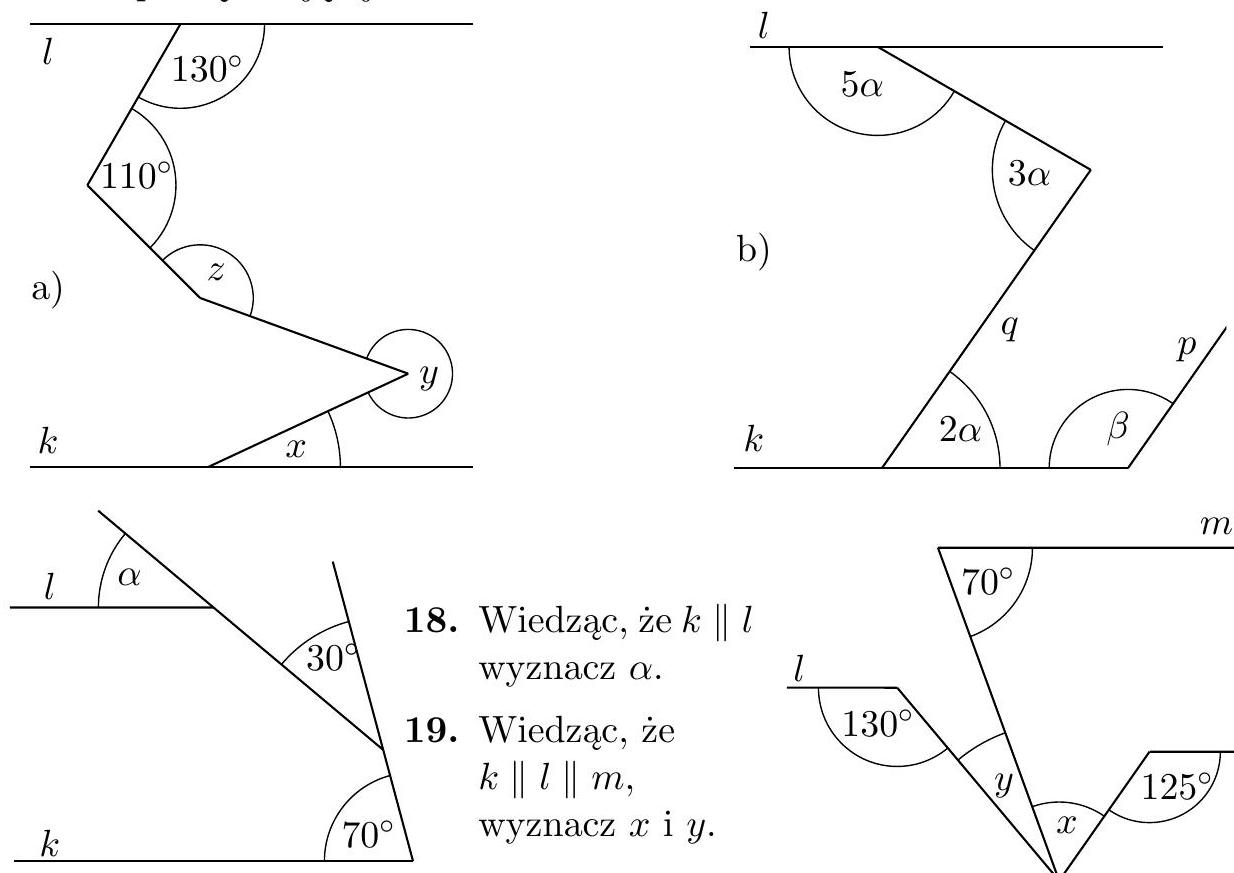 l
130°
110°
z
a)
y
k
x
l
5α
3α
b)
q
p
k
2α
β
l
α
30°
70°
k
18. Wiedząc, że k ∥ l
wyznacz α.
19. Wiedząc, że
k ∥ l ∥ m,
wyznacz x i y.
m
70°
l
130°
y
x
125°